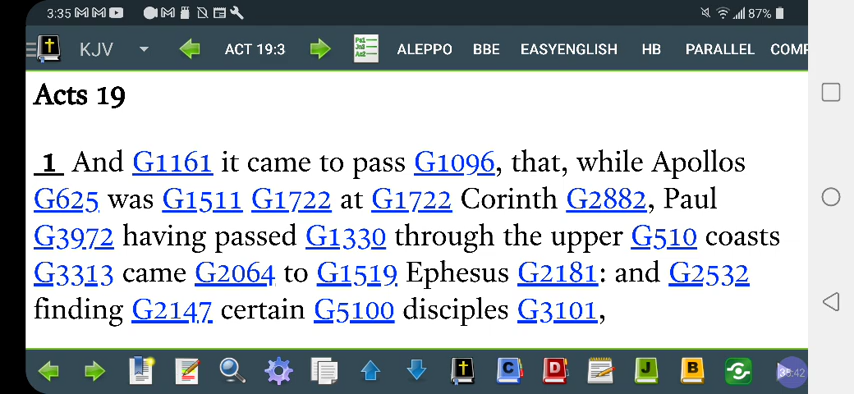 3:35 87%
KJV ACT 19:3 ALEPPO BBE EASYENGLISH HB PARALLEL COMP
Acts 19
1 And G1161 it came to pass G1096, that, while Apollos
G625 was G1511 G1722 at G1722 Corinth G2882, Paul
G3972 having passed G1330 through the upper G510 coasts
G3313 came G2064 to G1519 Ephesus G2181: and G2532
finding G2147 certain G5100 disciples G3101,
C D J B